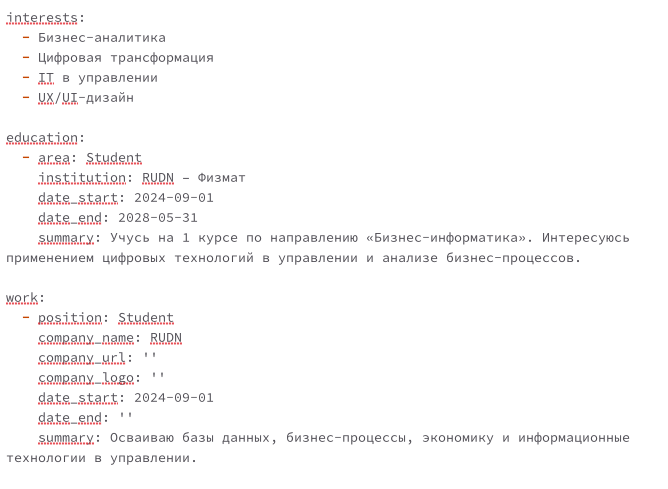 interests:
- Бизнес-аналитика
- Цифровая трансформация
- IT в управлении
- UX/UI-дизайн
education:
- area: Student
institution: RUDN – Физмат
date_start: 2024-09-01
date_end: 2028-05-31
summary: Учусь на 1 курсе по направлению «Бизнес-информатика». Интересуюсь
применением цифровых технологий в управлении и анализе бизнес-процессов.
work:
- position: Student
company_name: RUDN
company_url: ''
company_logo: ''
date_start: 2024-09-01
date_end: ''
summary: Осваиваю базы данных, бизнес-процессы, экономику и информационные
технологии в управлении.